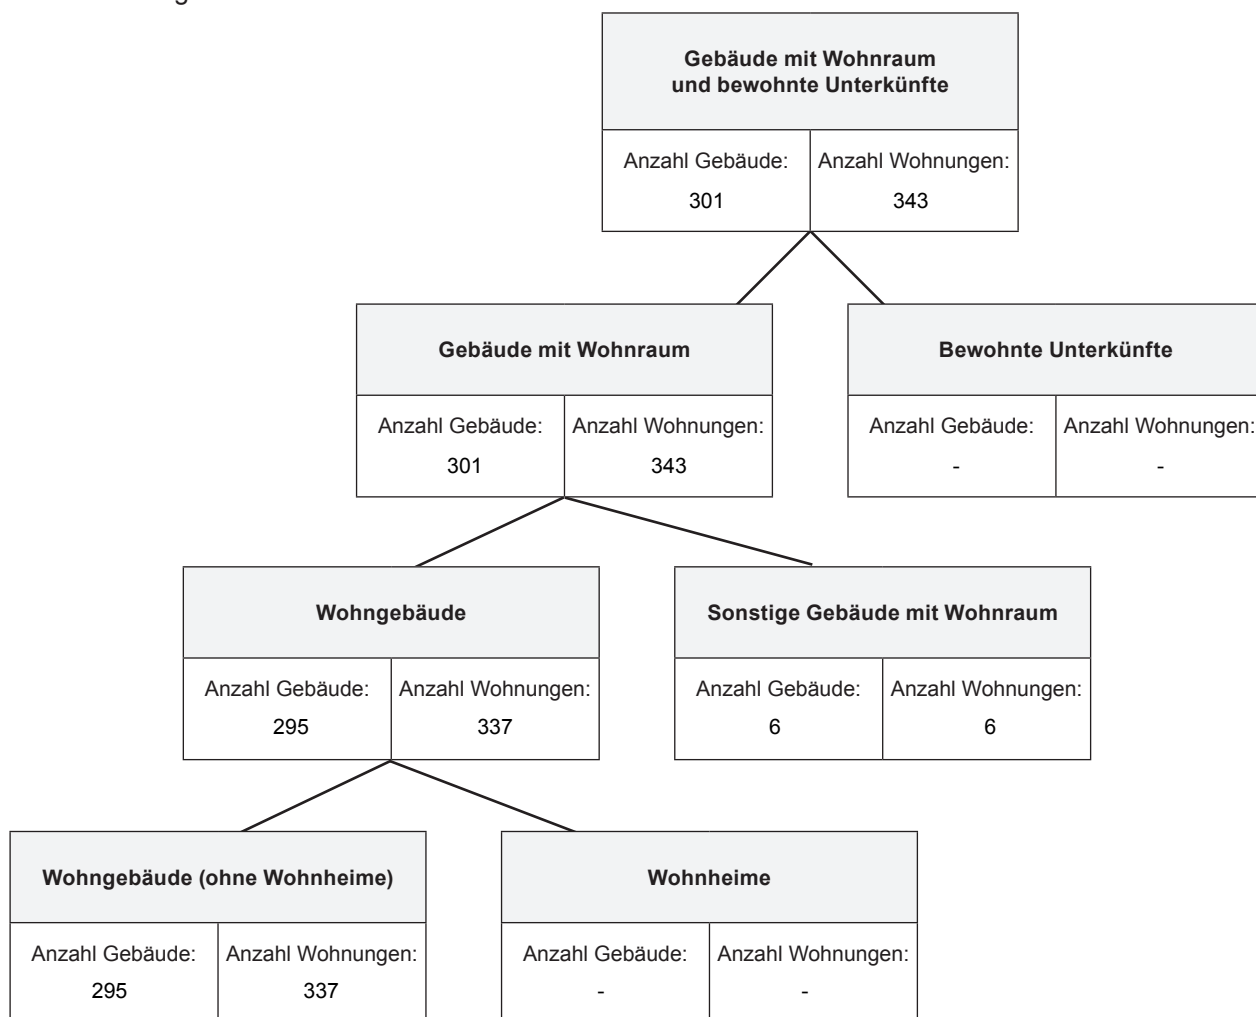 Gebäude mit Wohnraum
und bewohnte Unterkünfte
Anzahl Gebäude: Anzahl Wohnungen:
301 343
Gebäude mit Wohnraum
Anzahl Gebäude: Anzahl Wohnungen:
301 343
Bewohnte Unterkünfte
Anzahl Gebäude: Anzahl Wohnungen:
- -
Wohngebäude
Anzahl Gebäude: Anzahl Wohnungen:
295 337
Sonstige Gebäude mit Wohnraum
Anzahl Gebäude: Anzahl Wohnungen:
6 6
Wohngebäude (ohne Wohnheime)
Anzahl Gebäude: Anzahl Wohnungen:
295 337
Wohnheime
Anzahl Gebäude: Anzahl Wohnungen:
- -